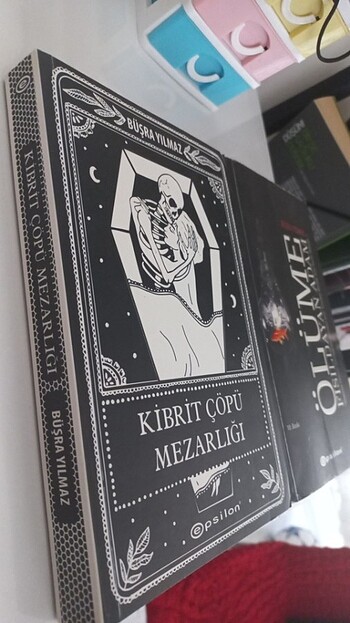 KİBRİT ÇÖPÜ MEZARLIĞI
BÜŞRA YILMAZ
BÜŞRA YILMAZ
KİBRİT ÇÖPÜ
MEZARLIĞI
epsilon
ÖLÜME